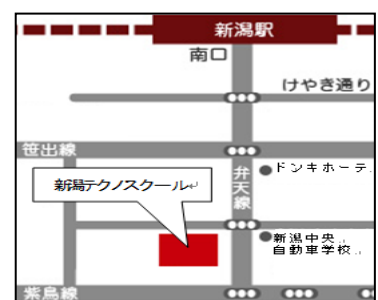 新潟駅
南口
けやき通り
笹出線
弁天線
ドンキホーテ
新潟テクノスクール
新潟中央
自動車学校
紫鳥線